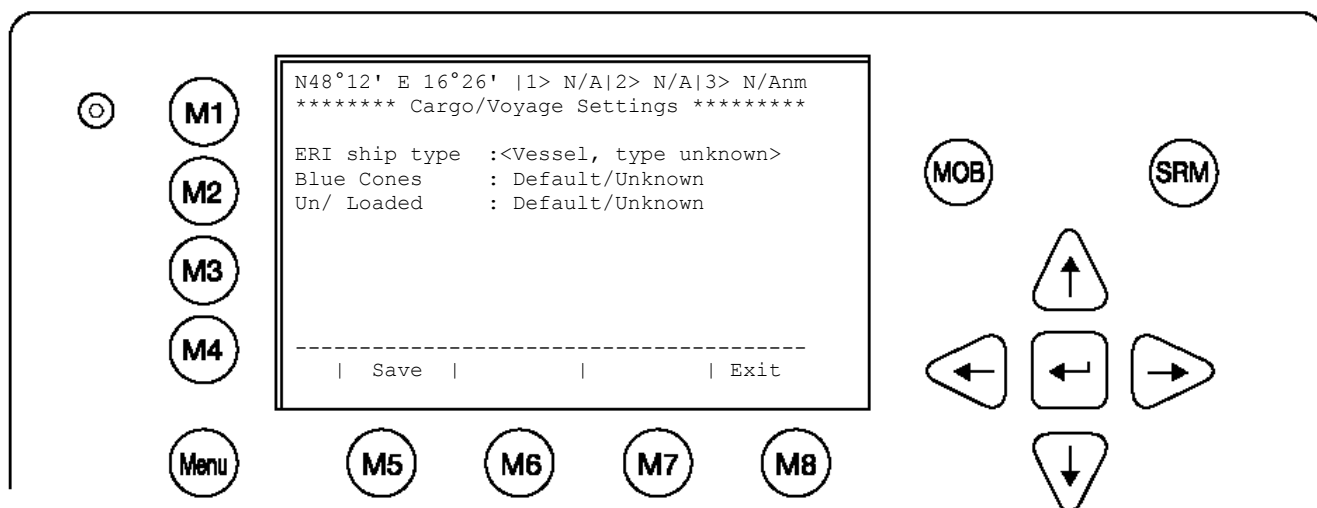 N48°12' E 16°26' |1> N/A|2> N/A|3> N/Anm
******** Cargo/Voyage Settings *********
ERI ship type  :<Vessel, type unknown>
Blue Cones     : Default/Unknown
Un/ Loaded     : Default/Unknown
----------------------------------------
| Save | | | Exit
M1
M2
M3
M4
Menu
M5 M6 M7 M8
MOB SRM